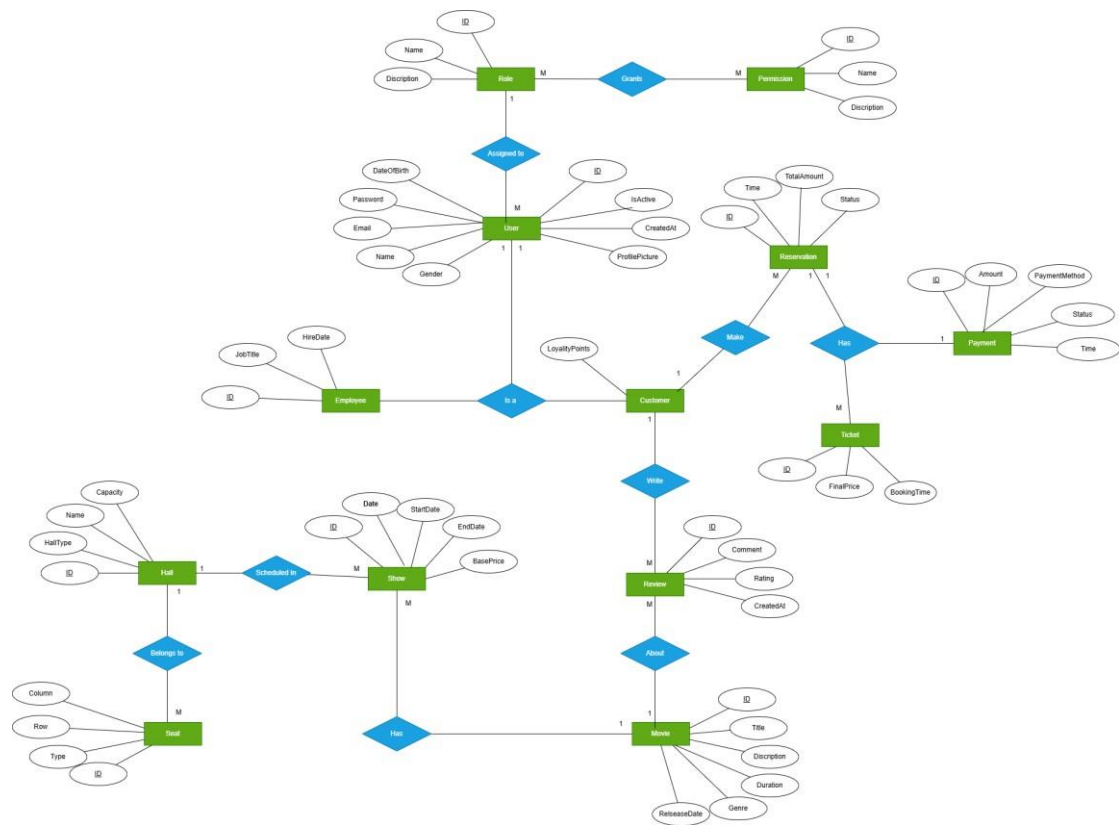 ID
Name
Discription
Role
M
Grants
M
Permission
ID
Name
Discription
1
Assigned to
M
DateOfBirth
Password
Email
Name
Gender
User
ID
IsActive
CreatedAt
ProfilePicture
1
1
Time
TotalAmount
Status
ID
Reservation
M
1
1
Make
1
Has
1
M
ID
Amount
PaymentMethod
Status
Time
Payment
Ticket
ID
FinalPrice
BookingTime
HireDate
JobTitle
ID
Employee
Is a
LoyalityPoints
Customer
1
Write
M
Capacity
Name
HallType
ID
Hall
1
Scheduled In
M
ID
Date
StartDate
EndDate
BasePrice
Show
M
1
Belongs to
M
Column
Row
Type
ID
Seat
Has
1
ID
Comment
Rating
CreatedAt
Review
M
About
1
Movie
ID
Title
Discription
Duration
Genre
RelseaseDate